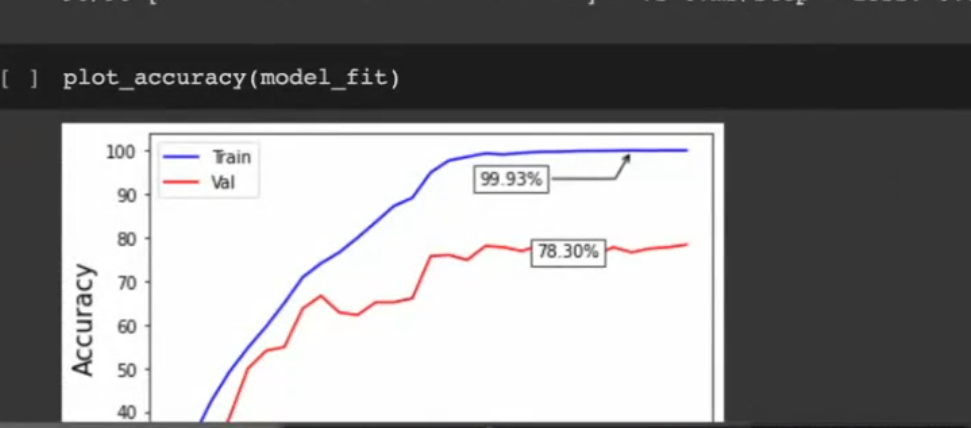 [ ] plot_accuracy(model_fit)
100
Train
Val
99.93%
90
80
78.30%
70
60
50
40
Accuracy